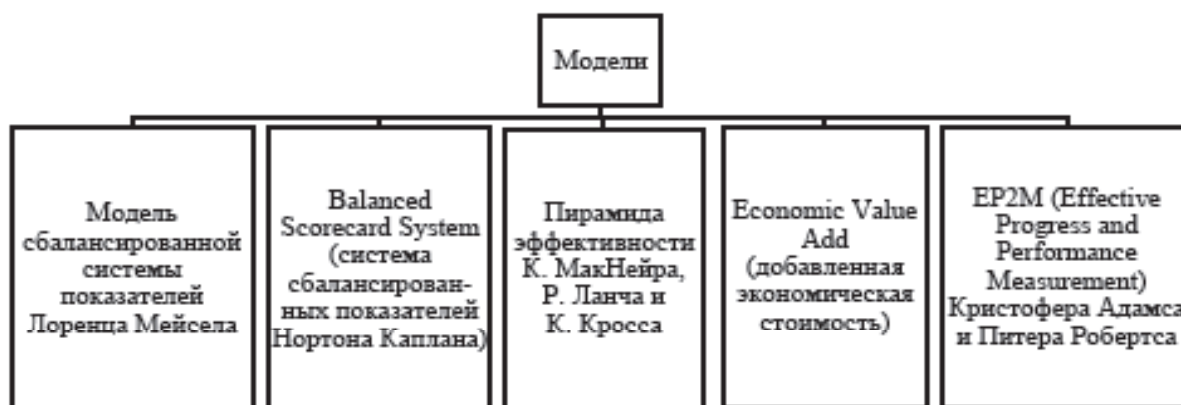 Модели
Модель
сбалансированной
системы
показателей
Лоренца Мейсела
Balanced
Scorecard System
(система
сбалансирован-
ных показателей
Нортона Каплана)
Пирамида
эффективности
К. МакНейра,
Р. Ланча и
К. Кросса
Economic Value
Add
(добавленная
экономическая
стоимость)
EP2M (Effective
Progress and
Performance
Measurement)
Кристофера Адамса
и Питера Робертса